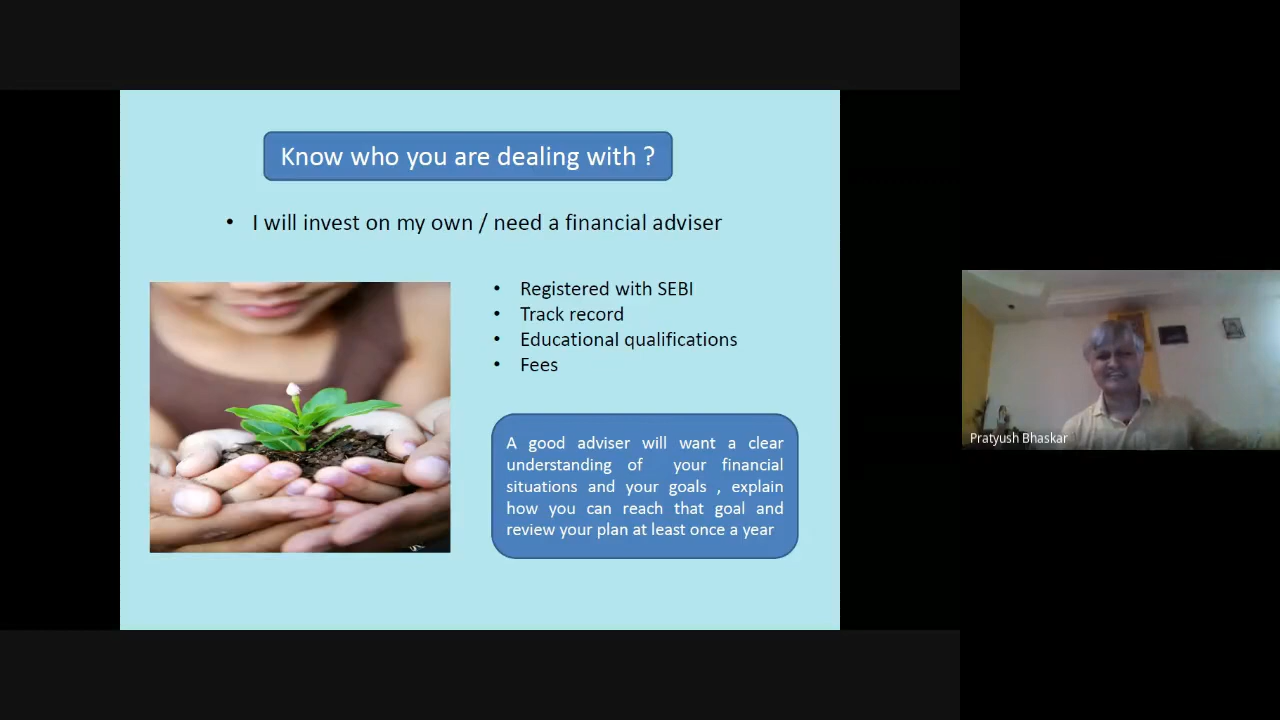 Know who you are dealing with ?
• I will invest on my own / need a financial adviser
• Registered with SEBI
• Track record
• Educational qualifications
• Fees
A good adviser will want a clear
understanding of your financial
situations and your goals , explain
how you can reach that goal and
review your plan at least once a year
Pratyush Bhaskar